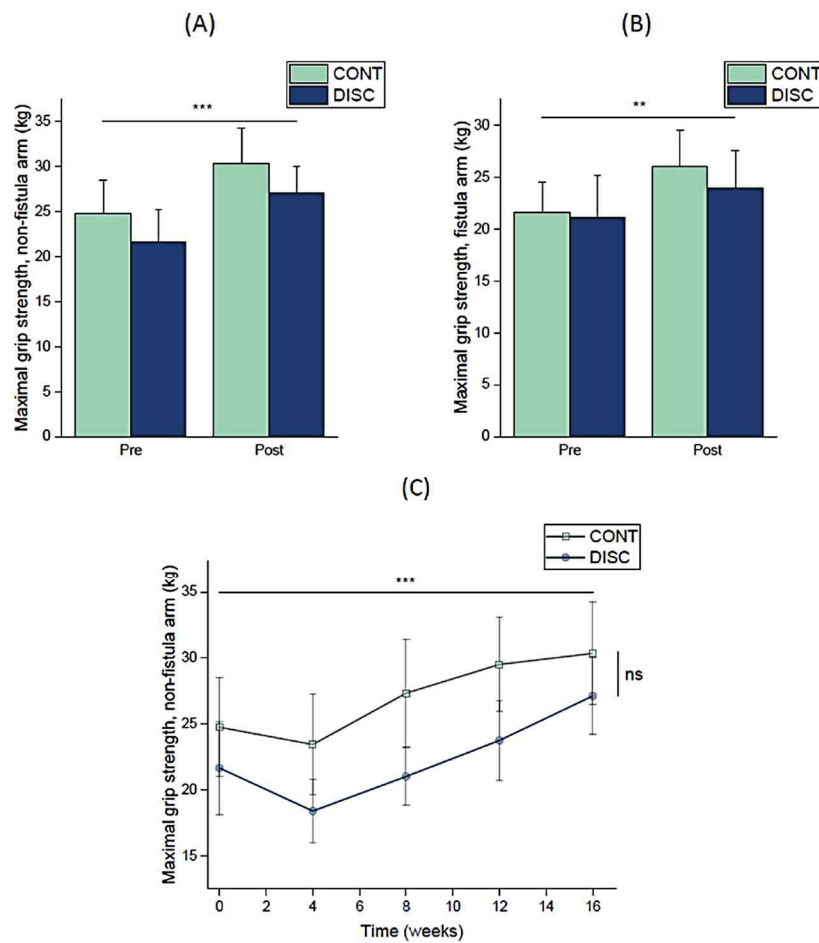 (A)
CONT
DISC
Maximal grip strength, non-fistula arm (kg)
35
30
25
20
15
10
5
0
***
Pre
Post
(B)
CONT
DISC
Maximal grip strength, fistula arm (kg)
30
25
20
15
10
5
0
**
Pre
Post
(C)
CONT
DISC
Maximal grip strength, non-fistula arm (kg)
35
30
25
20
15
***
ns
0 2 4 6 8 10 12 14 16
Time (weeks)